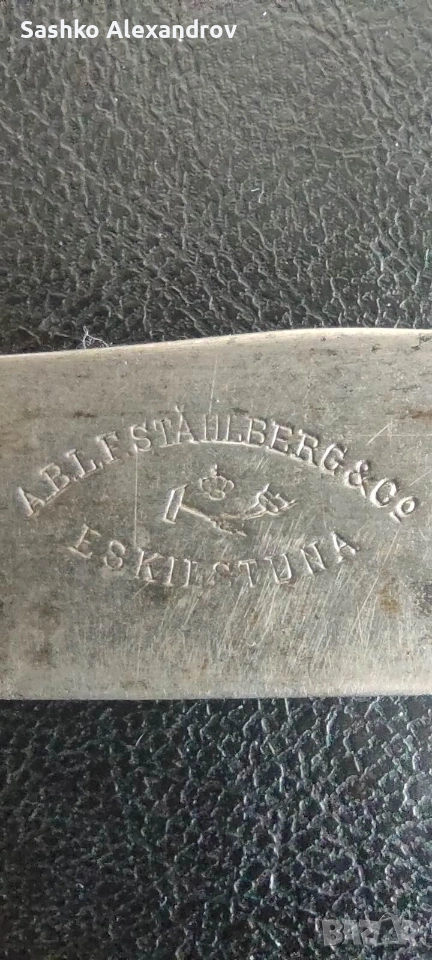 Sashko Alexandrov
A.B.L.F. STÅHLBERG & Cº
ESKILSTUNA